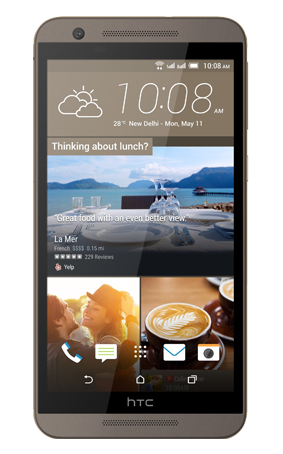 10:08 AM
10:08 AM
28° New Delhi - Mon, May 11
Thinking about lunch?
"Great food with an even better view."
La Mer
French $$$$ 0.15 mi
229 Reviews
Yelp
htc